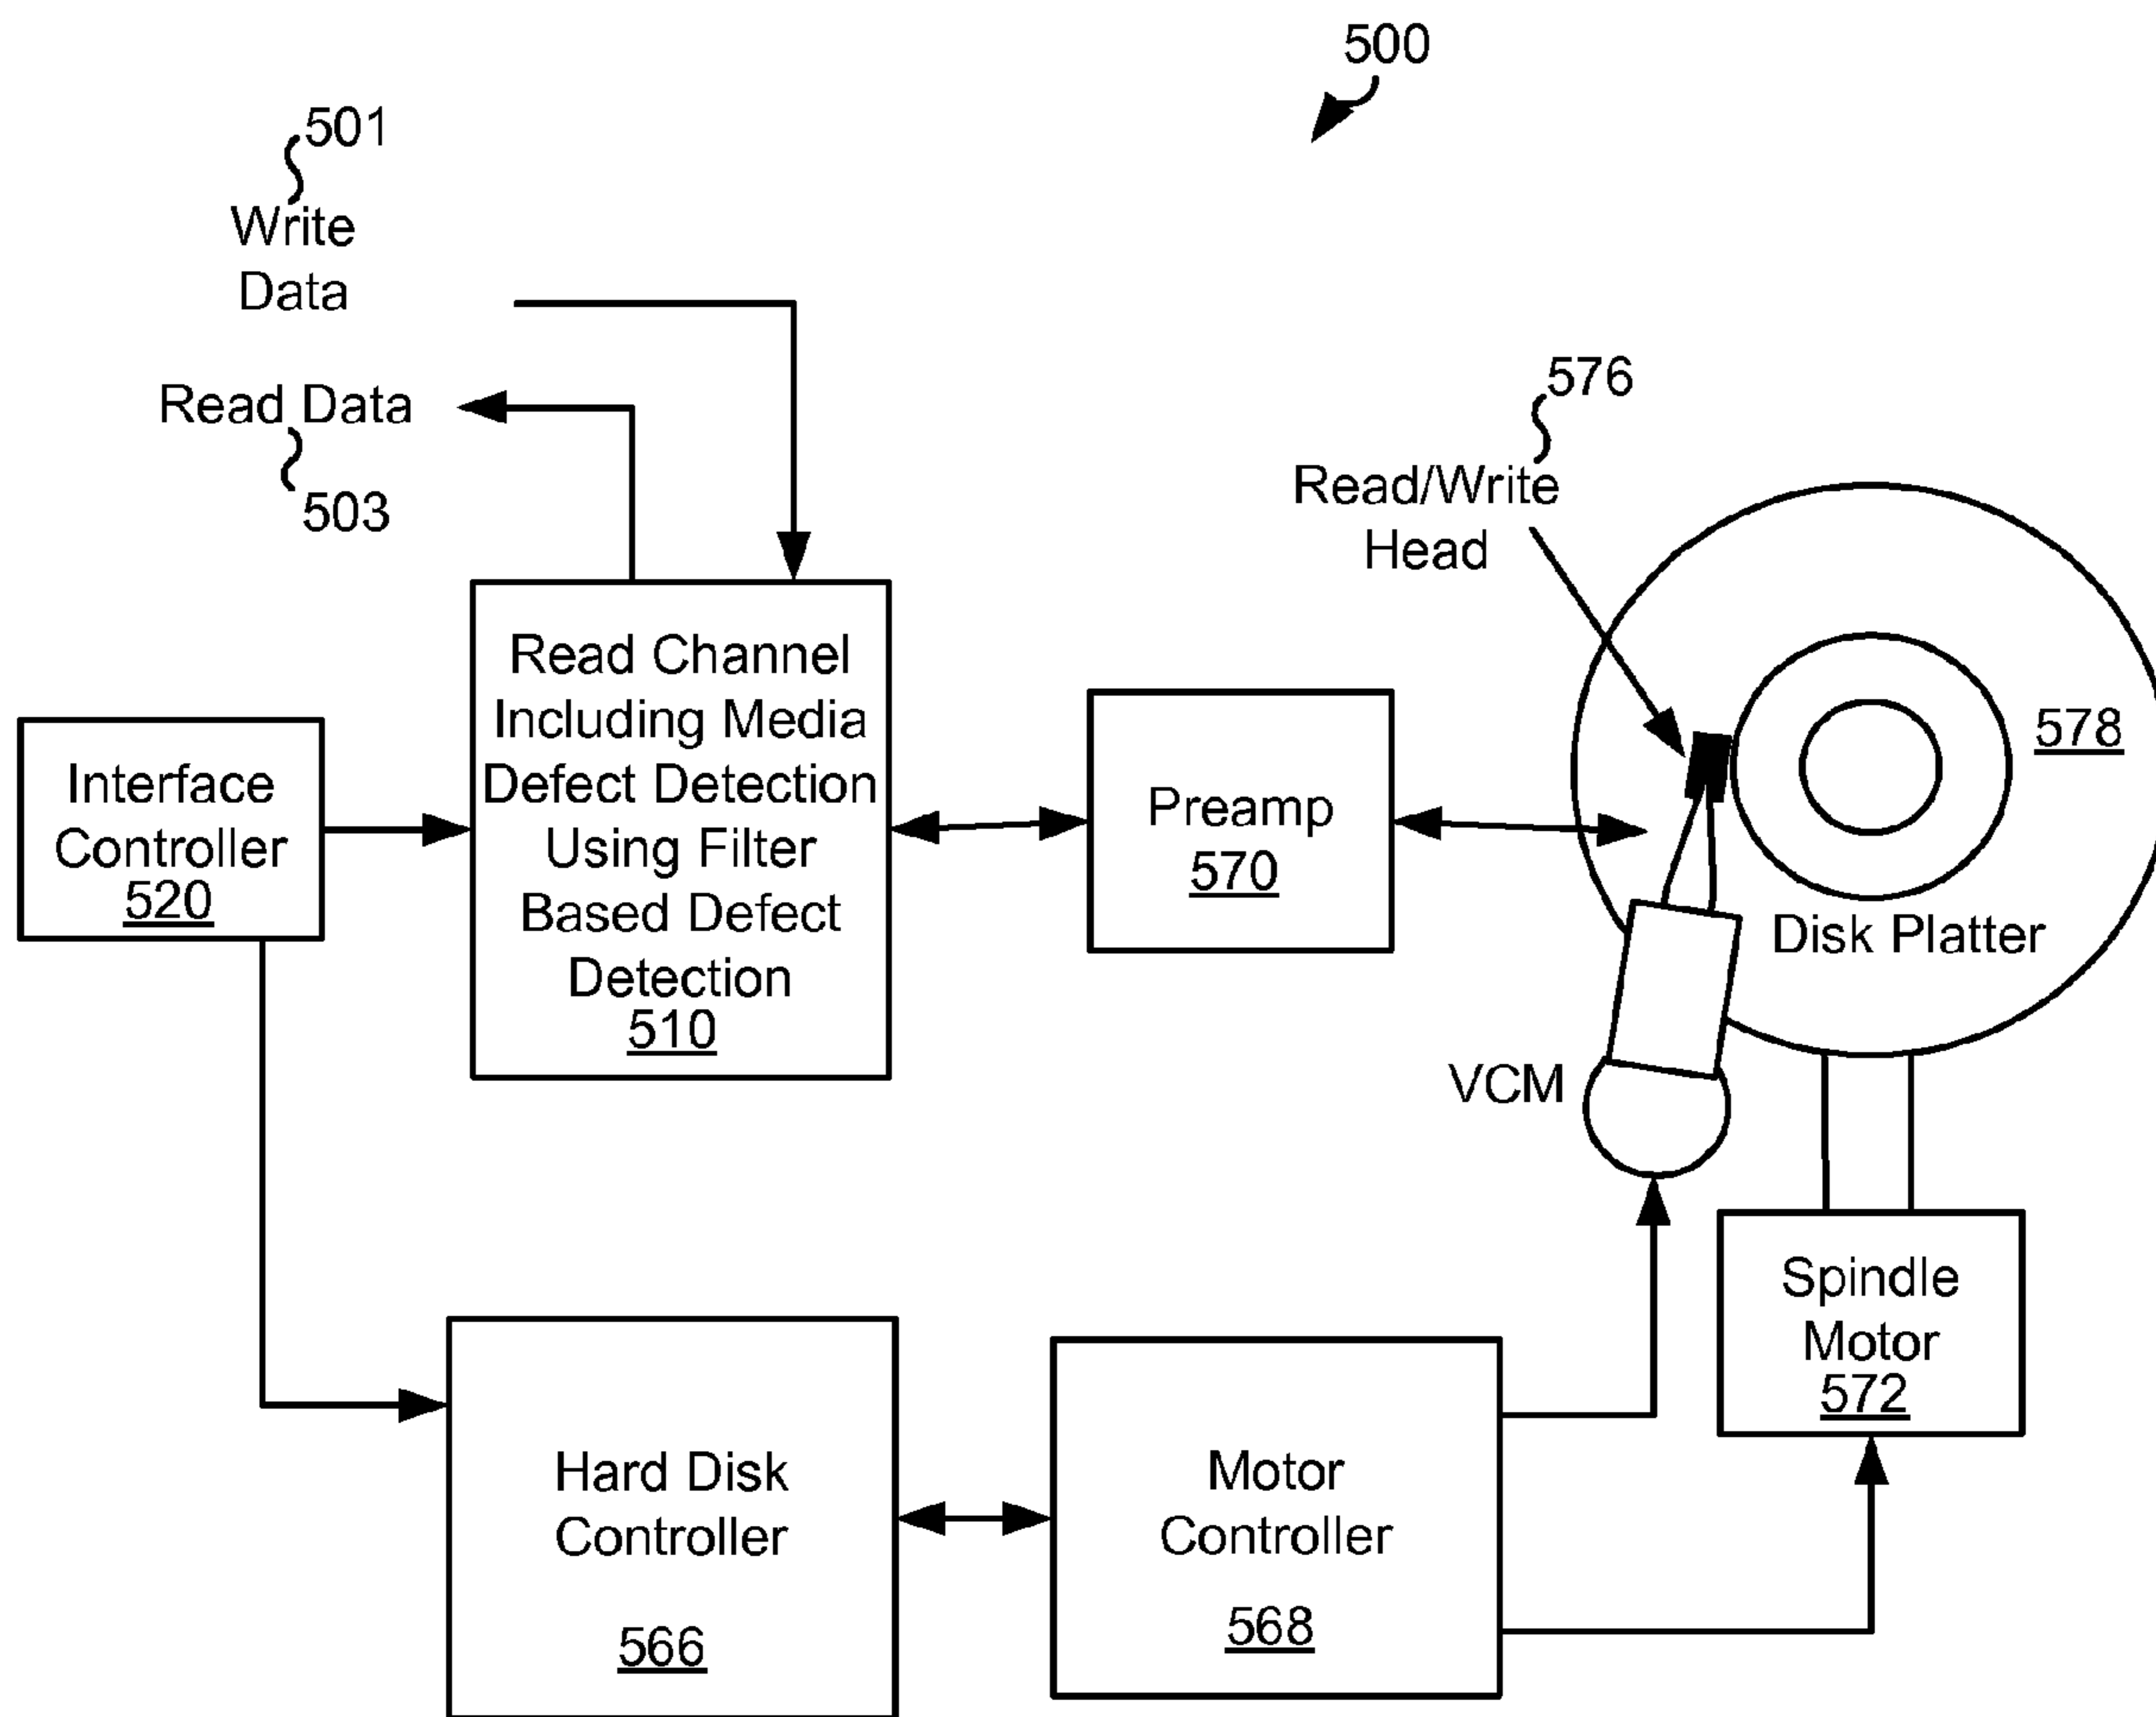 500
501
Write
Data
Read Data
503
576
Read/Write
Head
Read Channel
Including Media
Defect Detection
Using Filter
Based Defect
Detection
510
Interface
Controller
520
Preamp
570
578
Disk Platter
VCM
Spindle
Motor
572
Hard Disk
Controller
566
Motor
Controller
568